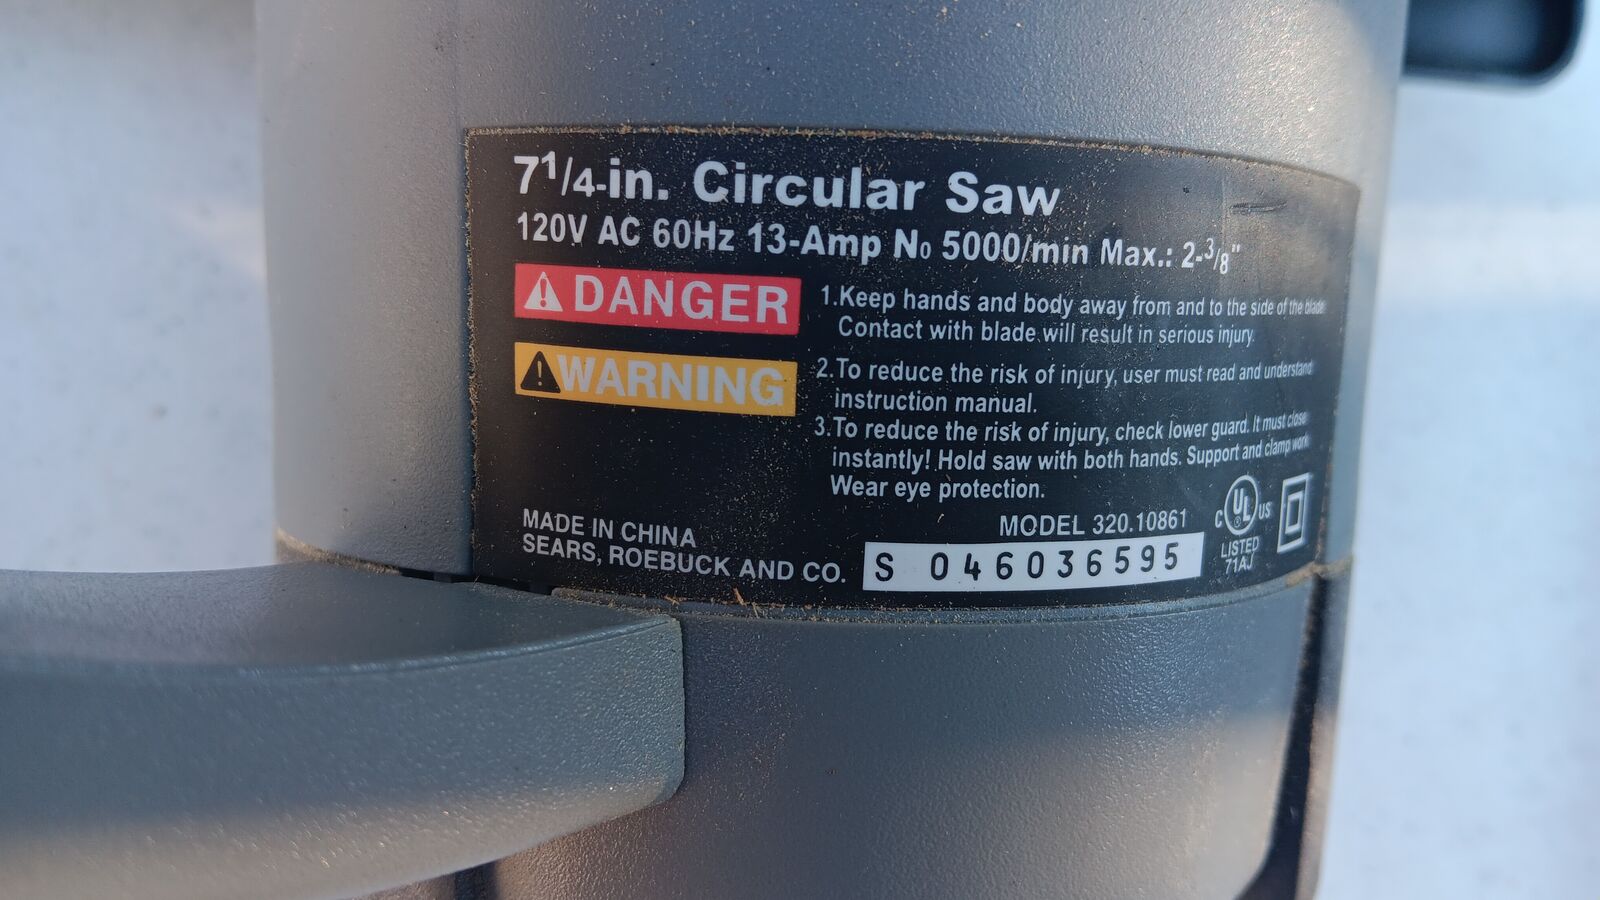 7 1/4-in. Circular Saw
120V AC 60Hz 13-Amp No 5000/min Max.: 2-3/8"
DANGER
1.Keep hands and body away from and to the side of the blade.
Contact with blade will result in serious injury.
WARNING
2.To reduce the risk of injury, user must read and understand
instruction manual.
3.To reduce the risk of injury, check lower guard. It must close
instantly! Hold saw with both hands. Support and clamp work.
Wear eye protection.
MADE IN CHINA
SEARS, ROEBUCK AND CO.
MODEL 320.10861
S 046036595
C UL ® US
LISTED
71AJ